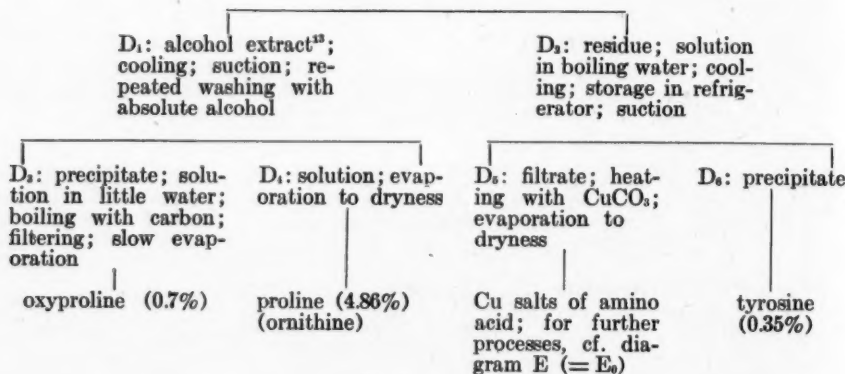 D₁: alcohol extract¹³;
cooling; suction; re-
peated washing with
absolute alcohol
D₂: residue; solution
in boiling water; cool-
ing; storage in refrig-
erator; suction
D₃: precipitate; solu-
tion in little water;
boiling with carbon;
filtering; slow evap-
oration
oxyproline (0.7%)
D₄: solution; evap-
oration to dryness
proline (4.86%)
(ornithine)
D₅: filtrate; heat-
ing with CuCO₃;
evaporation to
dryness
Cu salts of amino
acid; for further
processes, cf. dia-
gram E (= E₀)
D₆: precipitate
tyrosine
(0.35%)